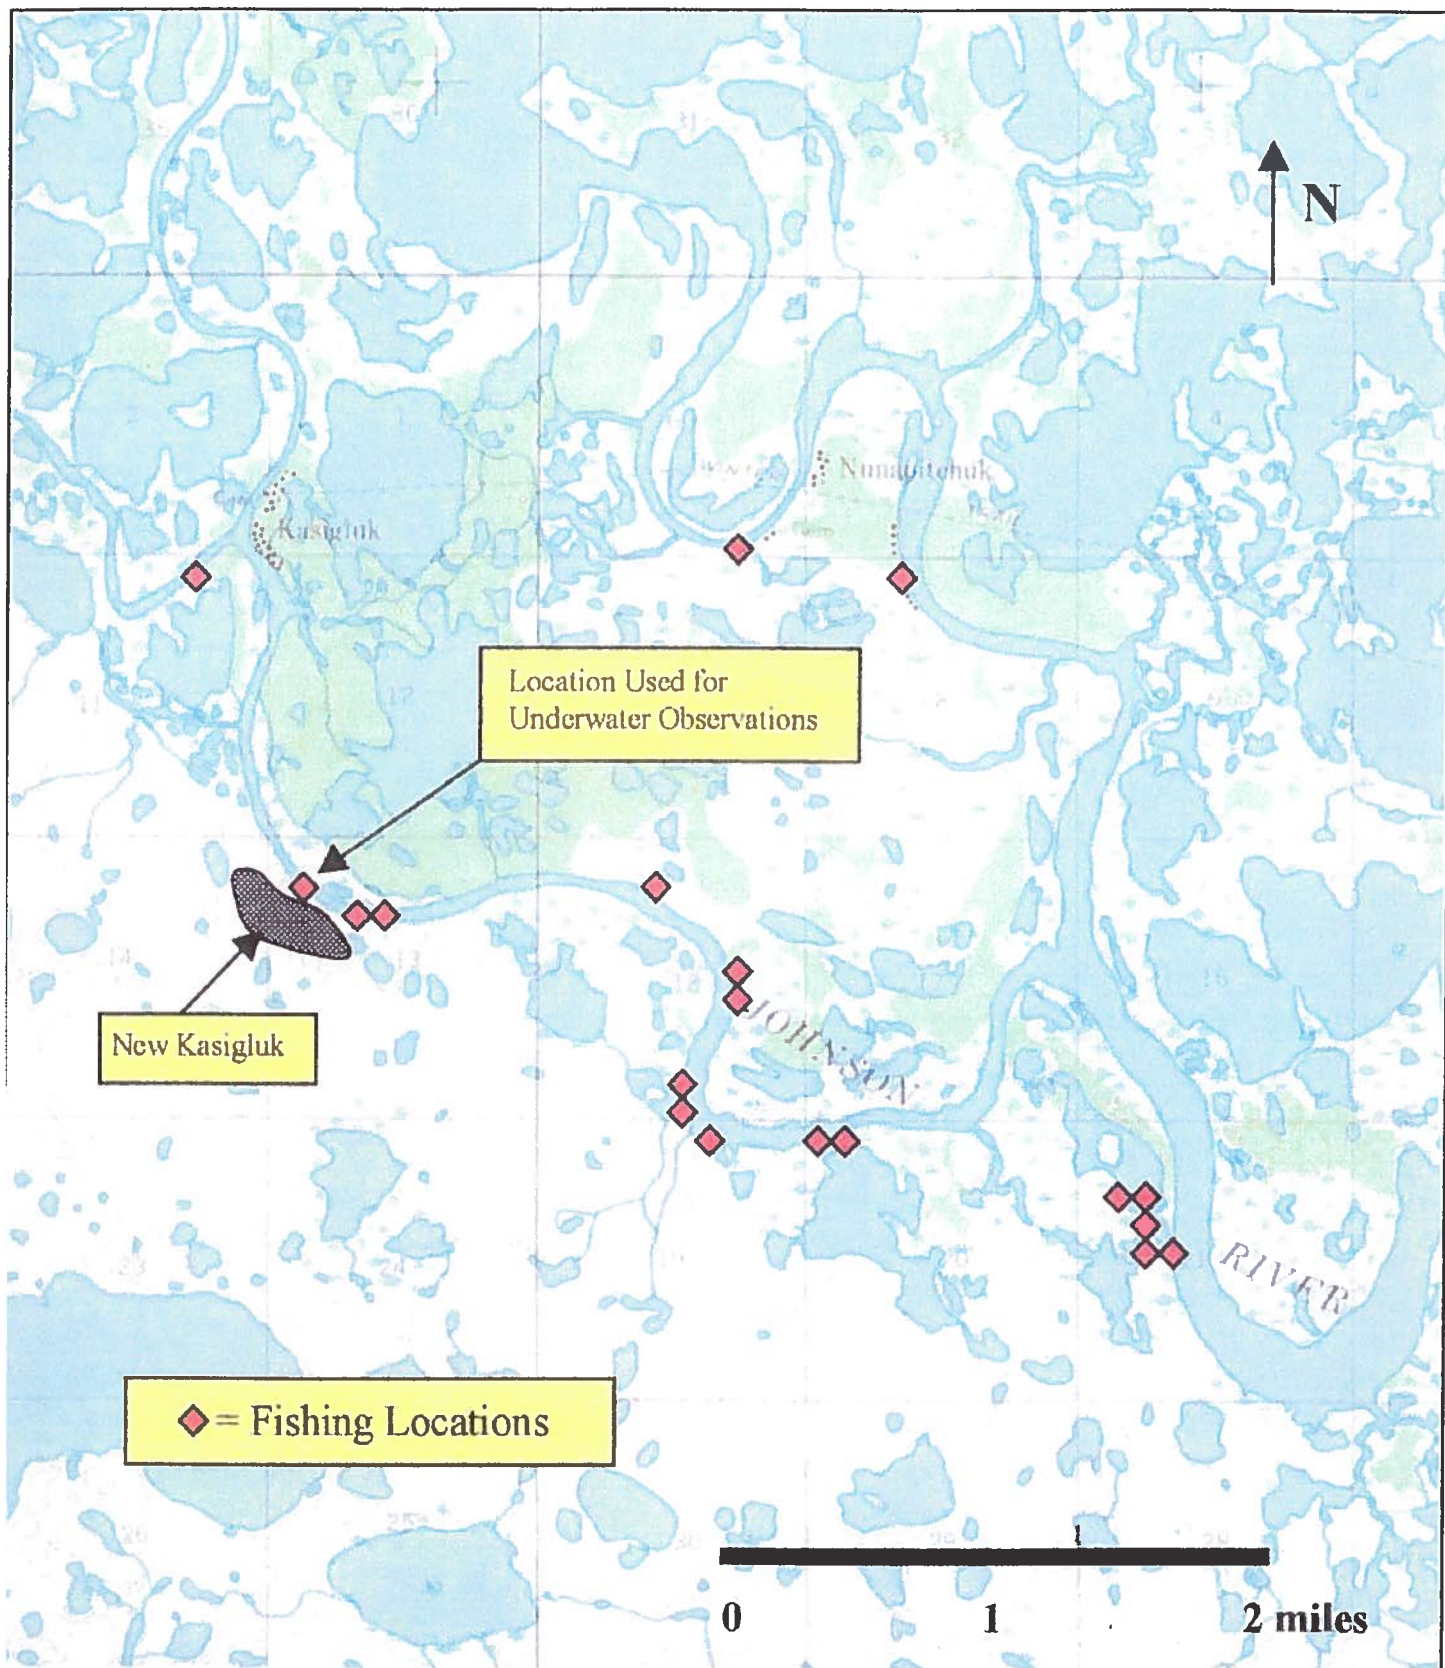 N
Nunapitchuk
Kasigluk
Location Used for
Underwater Observations
New Kasigluk
JOHNSON
RIVER
= Fishing Locations
0 1 2 miles